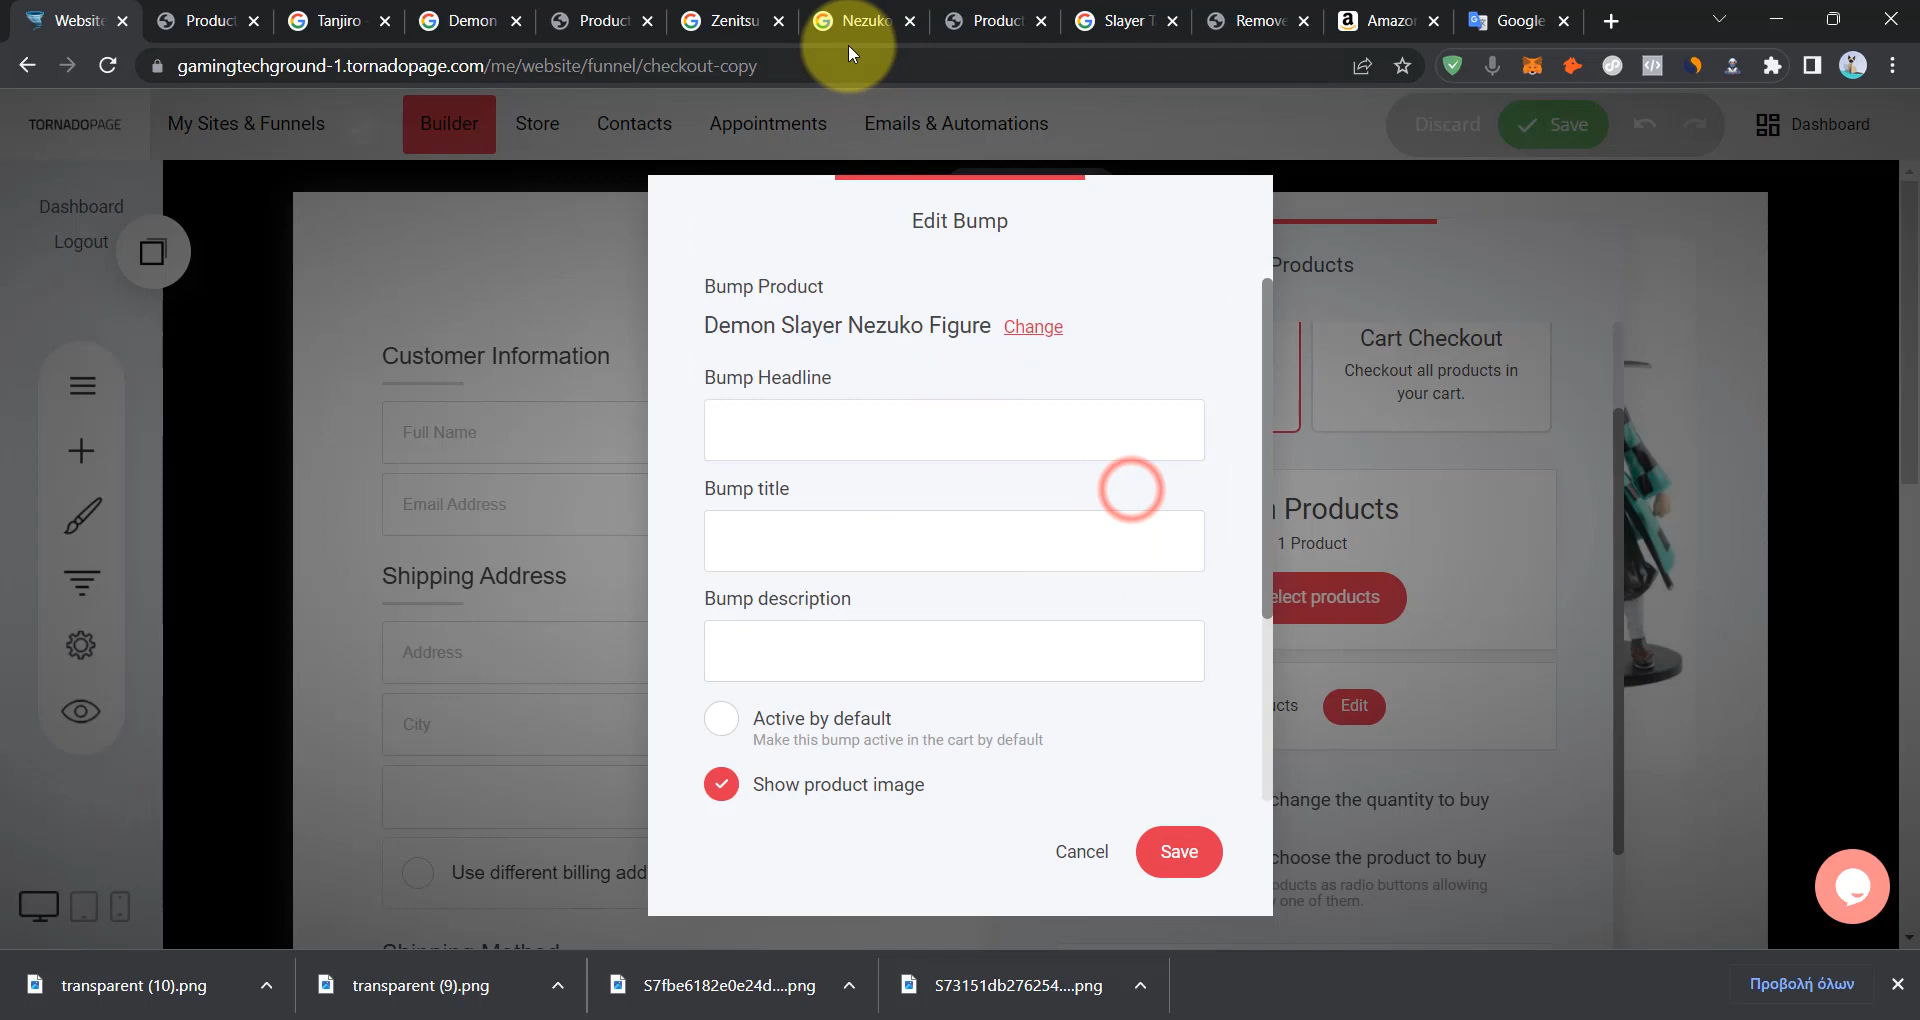 Website
Product
Tanjiro
Demon
Product
Zenitsu
Nezuko
Product
Slayer T
Remove
Amazon
Google
gamingtechground-1.tornadopage.com/me/website/funnel/checkout-copy
TORNADOPAGE
My Sites & Funnels
Builder
Store
Contacts
Appointments
Emails & Automations
Discard
Save
Dashboard
Dashboard
Logout
Customer Information
Full Name
Email Address
Shipping Address
Address
City
Use different billing add
Shipping Method
Edit Bump
Bump Product
Demon Slayer Nezuko Figure Change
Bump Headline
Bump title
Bump description
Active by default
Make this bump active in the cart by default
Show product image
Cancel
Save
Products
Cart Checkout
Checkout all products in
your cart.
Products
1 Product
elect products
cts
Edit
change the quantity to buy
choose the product to buy
ducts as radio buttons allowing
one of them.
transparent (10).png
transparent (9).png
S7fbe6182e0e24d....png
S73151db276254....png
Προβολή όλων